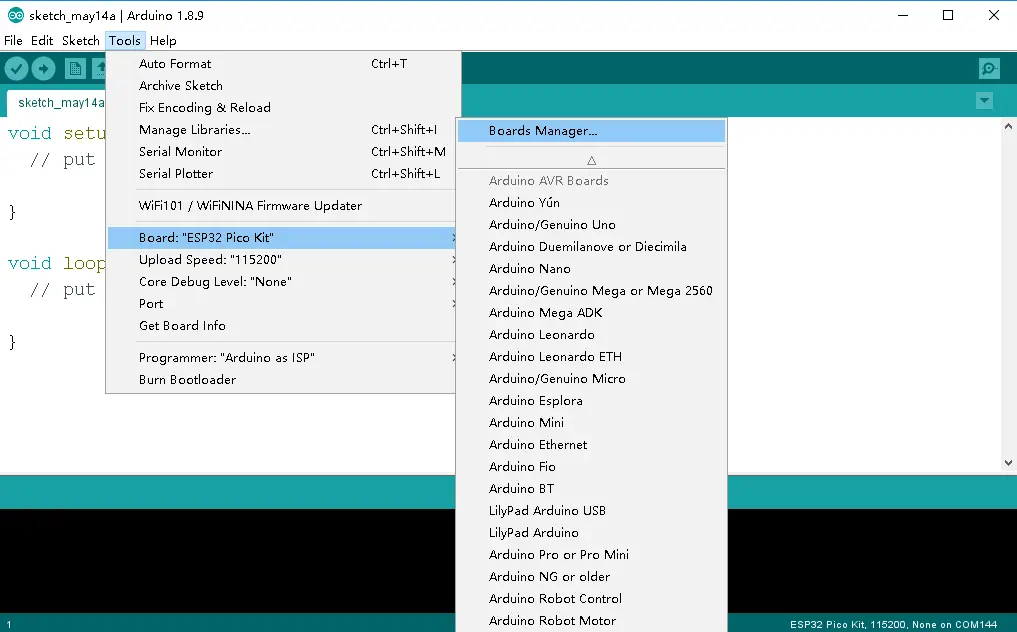 sketch_may14a | Arduino 1.8.9
File Edit Sketch Tools Help
sketch_may14a
void setu
// put
}
void loop
// put
}
Auto Format Ctrl+T
Archive Sketch
Fix Encoding & Reload
Manage Libraries... Ctrl+Shift+I
Serial Monitor Ctrl+Shift+M
Serial Plotter Ctrl+Shift+L
WiFi101 / WiFiNINA Firmware Updater
Board: "ESP32 Pico Kit"
Upload Speed: "115200"
Core Debug Level: "None"
Port
Get Board Info
Programmer: "Arduino as ISP"
Burn Bootloader
Boards Manager...
Arduino AVR Boards
Arduino Yún
Arduino/Genuino Uno
Arduino Duemilanove or Diecimila
Arduino Nano
Arduino/Genuino Mega or Mega 2560
Arduino Mega ADK
Arduino Leonardo
Arduino Leonardo ETH
Arduino/Genuino Micro
Arduino Esplora
Arduino Mini
Arduino Ethernet
Arduino Fio
Arduino BT
LilyPad Arduino USB
LilyPad Arduino
Arduino Pro or Pro Mini
Arduino NG or older
Arduino Robot Control
Arduino Robot Motor
1 ESP32 Pico Kit, 115200, None on COM144